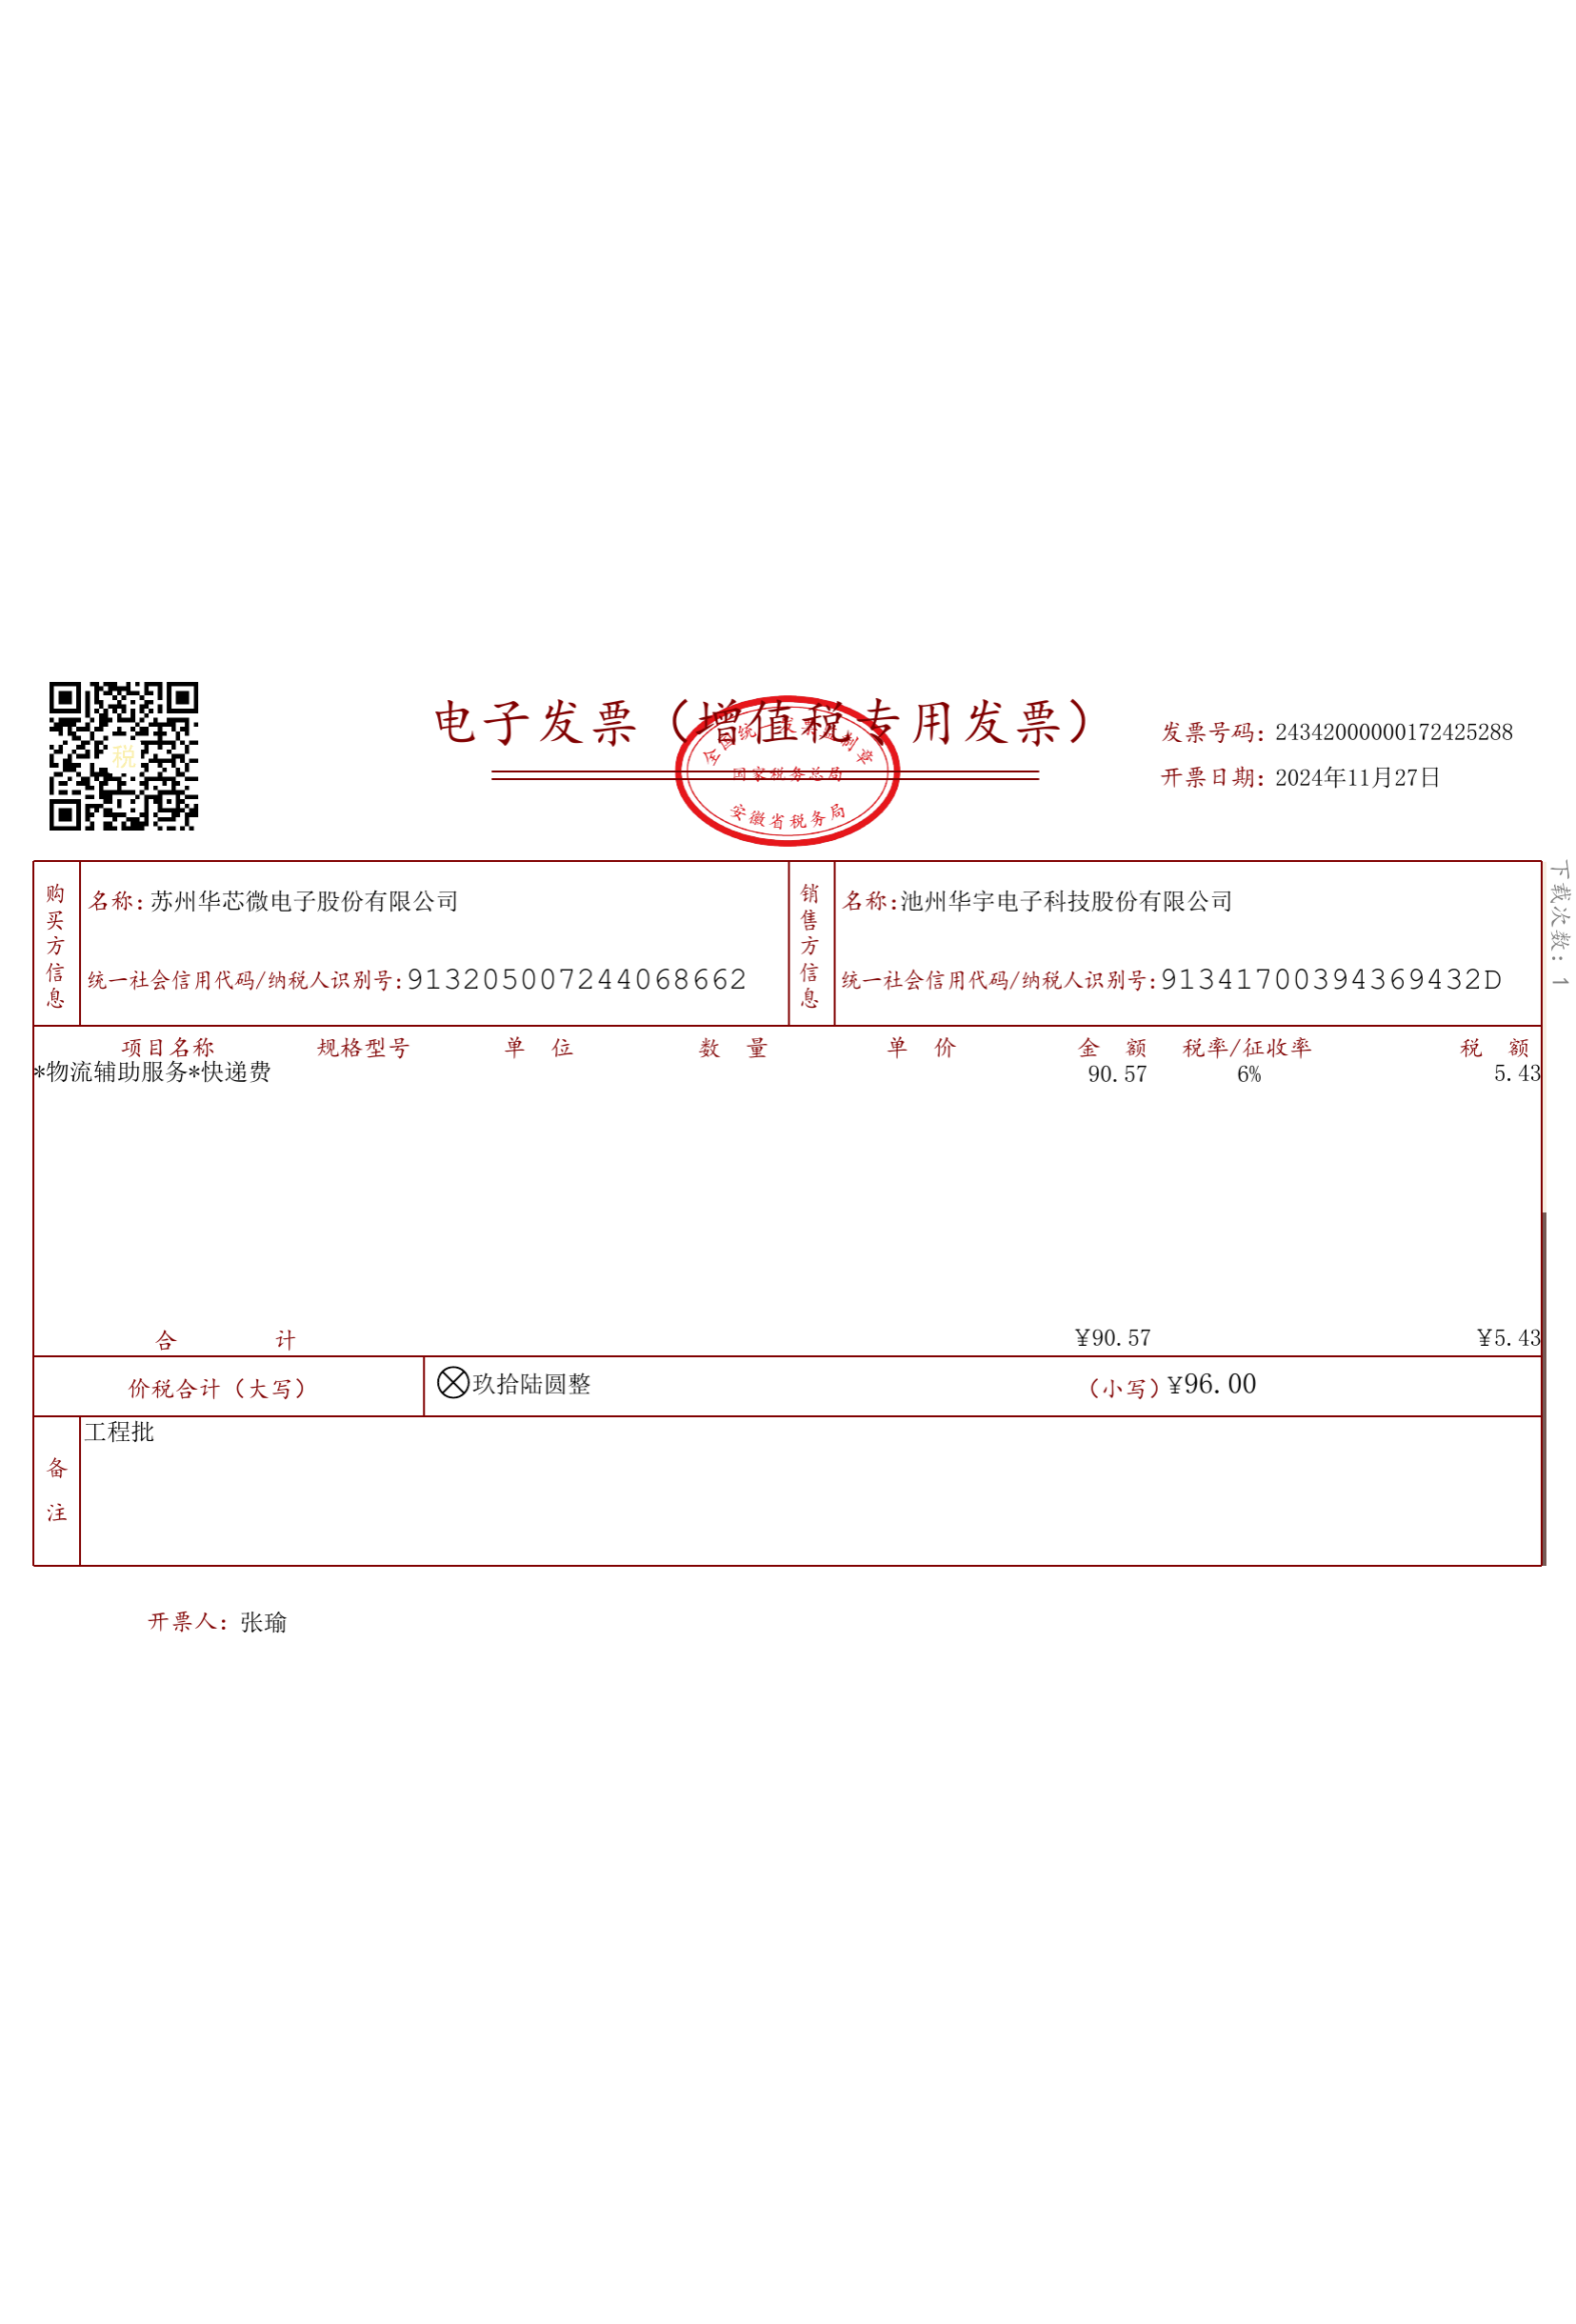 税
电子发票（增值税专用发票）
全国统一发票监制章
国家税务总局
安徽省税务局
发票号码：24342000000172425288
开票日期：2024年11月27日
下载次数：1
购买方信息
名称：苏州华芯微电子股份有限公司
统一社会信用代码/纳税人识别号：913205007244068662
销售方信息
名称：池州华宇电子科技股份有限公司
统一社会信用代码/纳税人识别号：91341700394369432D
项目名称 规格型号 单 位 数 量 单 价 金 额 税率/征收率 税 额
*物流辅助服务*快递费 90.57 6% 5.43
合 计 ¥90.57 ¥5.43
价税合计（大写） 玖拾陆圆整 （小写）¥96.00
备注
工程批
开票人：张瑜